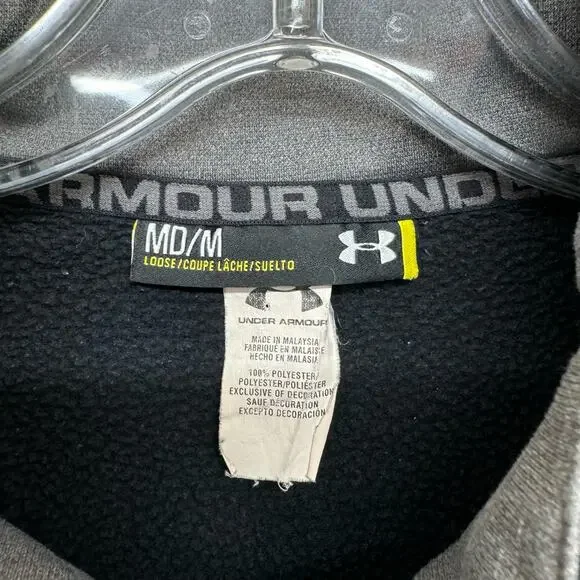 ARMOUR UNDE
MD/M
LOOSE/COUPE LÂCHE/SUELTO
UNDER ARMOUR
MADE IN MALAYSIA
FABRIQUÉ EN MALAISIE
HECHO EN MALASIA
100% POLYESTER/
POLYESTER/POLIÉSTER
EXCLUSIVE OF DECORATION
SAUF DÉCORATION
EXCEPTO DECORACIÓN